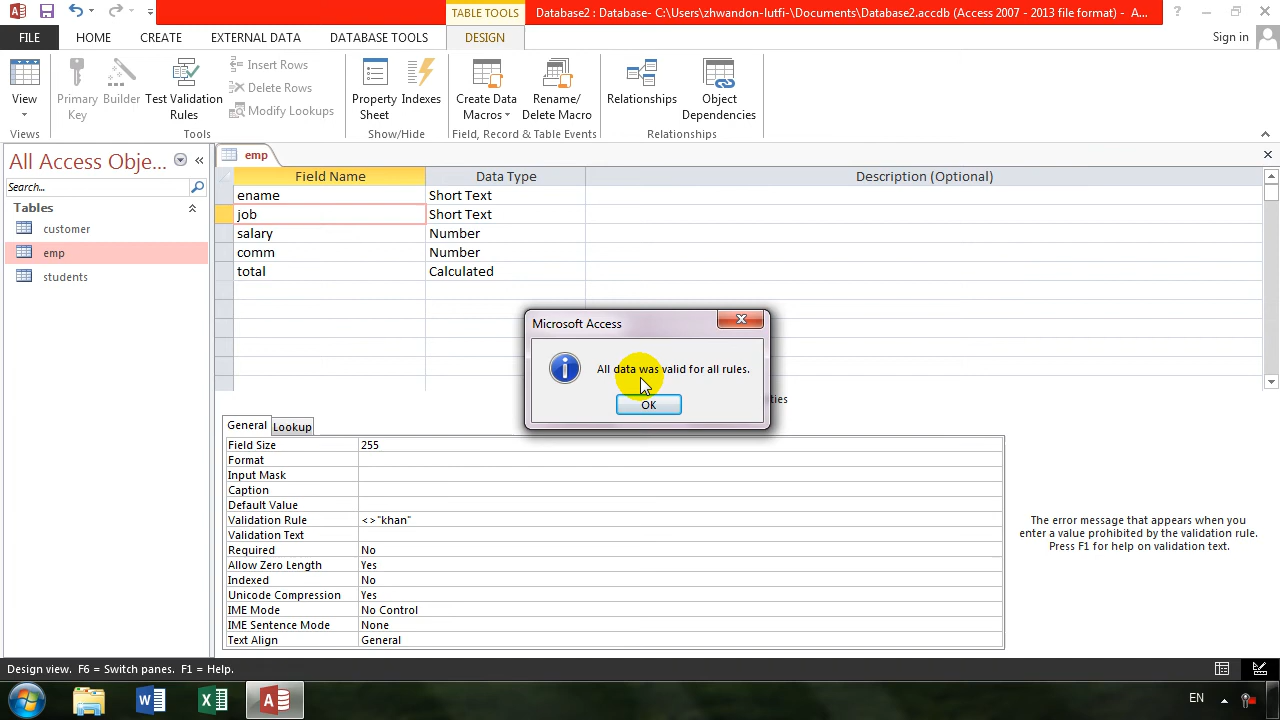 TABLE TOOLS
Database2 : Database- C:\Users\zhwandon-lutfi-\Documents\Database2.accdb (Access 2007 - 2013 file format) - A...
?
FILE HOME CREATE EXTERNAL DATA DATABASE TOOLS DESIGN Sign in
View
Primary Key
Builder
Test Validation Rules
Insert Rows
Delete Rows
Modify Lookups
Property Sheet
Indexes
Create Data Macros
Rename/ Delete Macro
Relationships
Object Dependencies
Views Tools Show/Hide Field, Record & Table Events Relationships
All Access Obje...
Search...
Tables
customer
emp
students
emp
Field Name Data Type Description (Optional)
ename Short Text
job Short Text
salary Number
comm Number
total Calculated
Microsoft Access
All data was valid for all rules.
OK
ties
General Lookup
Field Size 255
Format
Input Mask
Caption
Default Value
Validation Rule <>"khan"
Validation Text
Required No
Allow Zero Length Yes
Indexed No
Unicode Compression Yes
IME Mode No Control
IME Sentence Mode None
Text Align General
The error message that appears when you
enter a value prohibited by the validation rule.
Press F1 for help on validation text.
Design view. F6 = Switch panes. F1 = Help.
EN